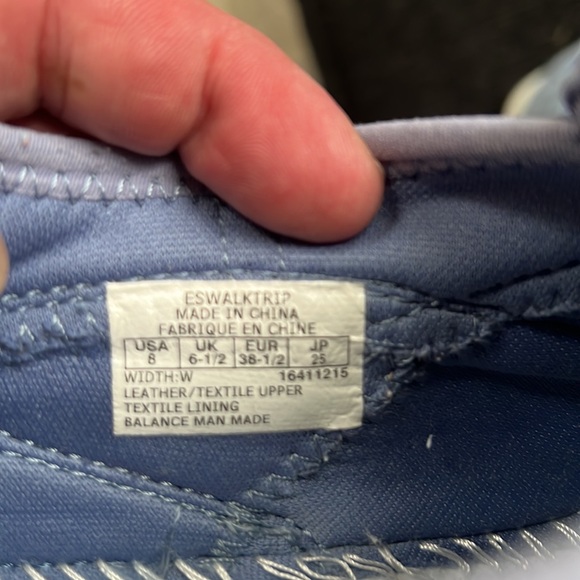 ESWALKTRIP
MADE IN CHINA
FABRIQUE EN CHINE
USA UK EUR JP
8 6-1/2 38-1/2 25
WIDTH:W 16411215
LEATHER/TEXTILE UPPER
TEXTILE LINING
BALANCE MAN MADE